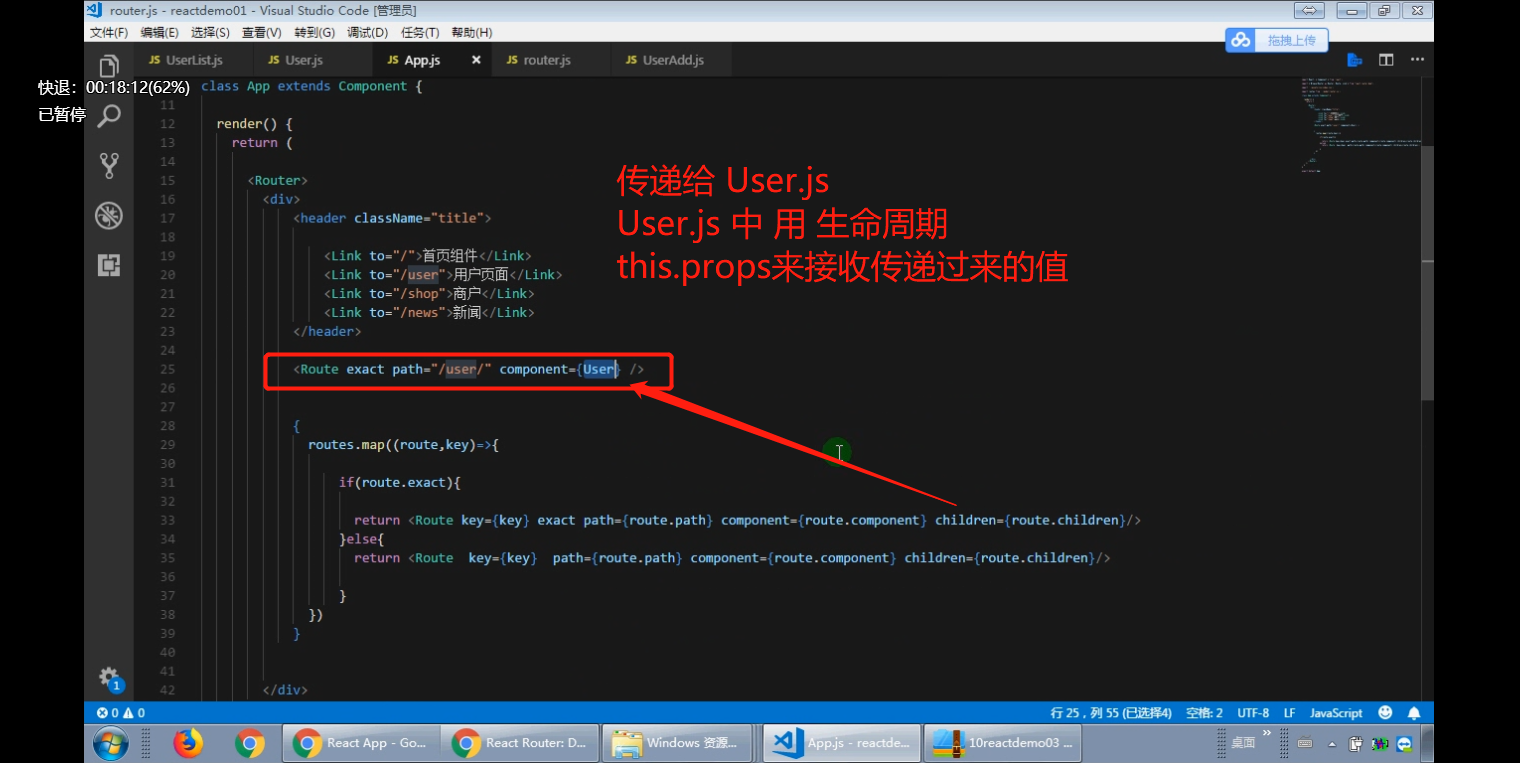 router.js - reactdemo01 - Visual Studio Code [管理员]
文件(F) 编辑(E) 选择(S) 查看(V) 转到(G) 调试(D) 任务(T) 帮助(H)
拖拽上传
JS UserList.js JS User.js JS App.js × JS router.js JS UserAdd.js ···
快退：00:18:12(62%)
已暂停
class App extends Component {
11
12 render() {
13 return (
14
15 <Router>
16 <div>
17 <header className="title">
18
19 <Link to="/">首页组件</Link>
20 <Link to="/user">用户页面</Link>
21 <Link to="/shop">商户</Link>
22 <Link to="/news">新闻</Link>
23 </header>
24
25 <Route exact path="/user/" component={User} />
26
27
28 {
29 routes.map((route,key)=>{
30
31 if(route.exact){
32
33 return <Route key={key} exact path={route.path} component={route.component} children={route.children}/>
34 }else{
35 return <Route key={key} path={route.path} component={route.component} children={route.children}/>
36
37 }
38 })
39 }
40
41
42 </div>
传递给 User.js
User.js 中 用 生命周期
this.props来接收传递过来的值
1
0 0 行 25，列 55 (已选择4) 空格: 2 UTF-8 LF JavaScript
React App - Go... React Router: D... Windows 资源... App.js - reactde... 10reactdemo03 ... 桌面 »